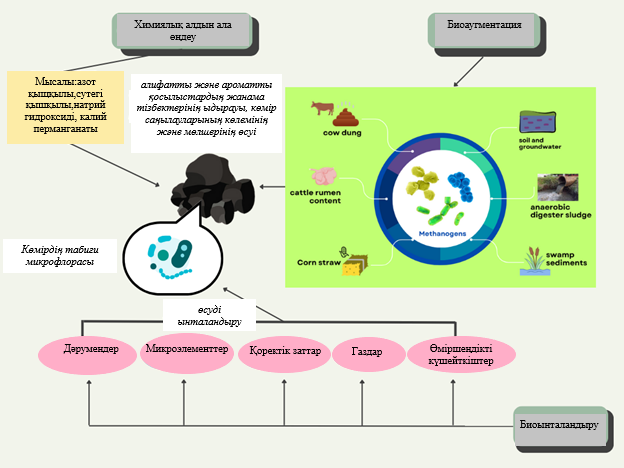 Химиялық алдын ала
өңдеу
Биоаугментация
Мысалы:азот
қыщқылы,сутегі
қышқылы,натрий
гидроксиді, калий
перманганаты
алифатты және ароматты
қосылыстардың жанама
тізбектерінің ыдырауы, көмір
саңылауларының көлемінің
және мөлшерінің өсуі
cow dung
soil and
groundwater
cattle rumen
content
anaerobic
digester sludge
Methanogens
Corn straw
swamp
sediments
Көмірдің табиғи
микрофлорасы
өсуді
ынталандыру
Дәрумендер
Микроэлементтер
Қоректік заттар
Газдар
Өміршеңдікті
күшейткіштер
Биоынталандыру